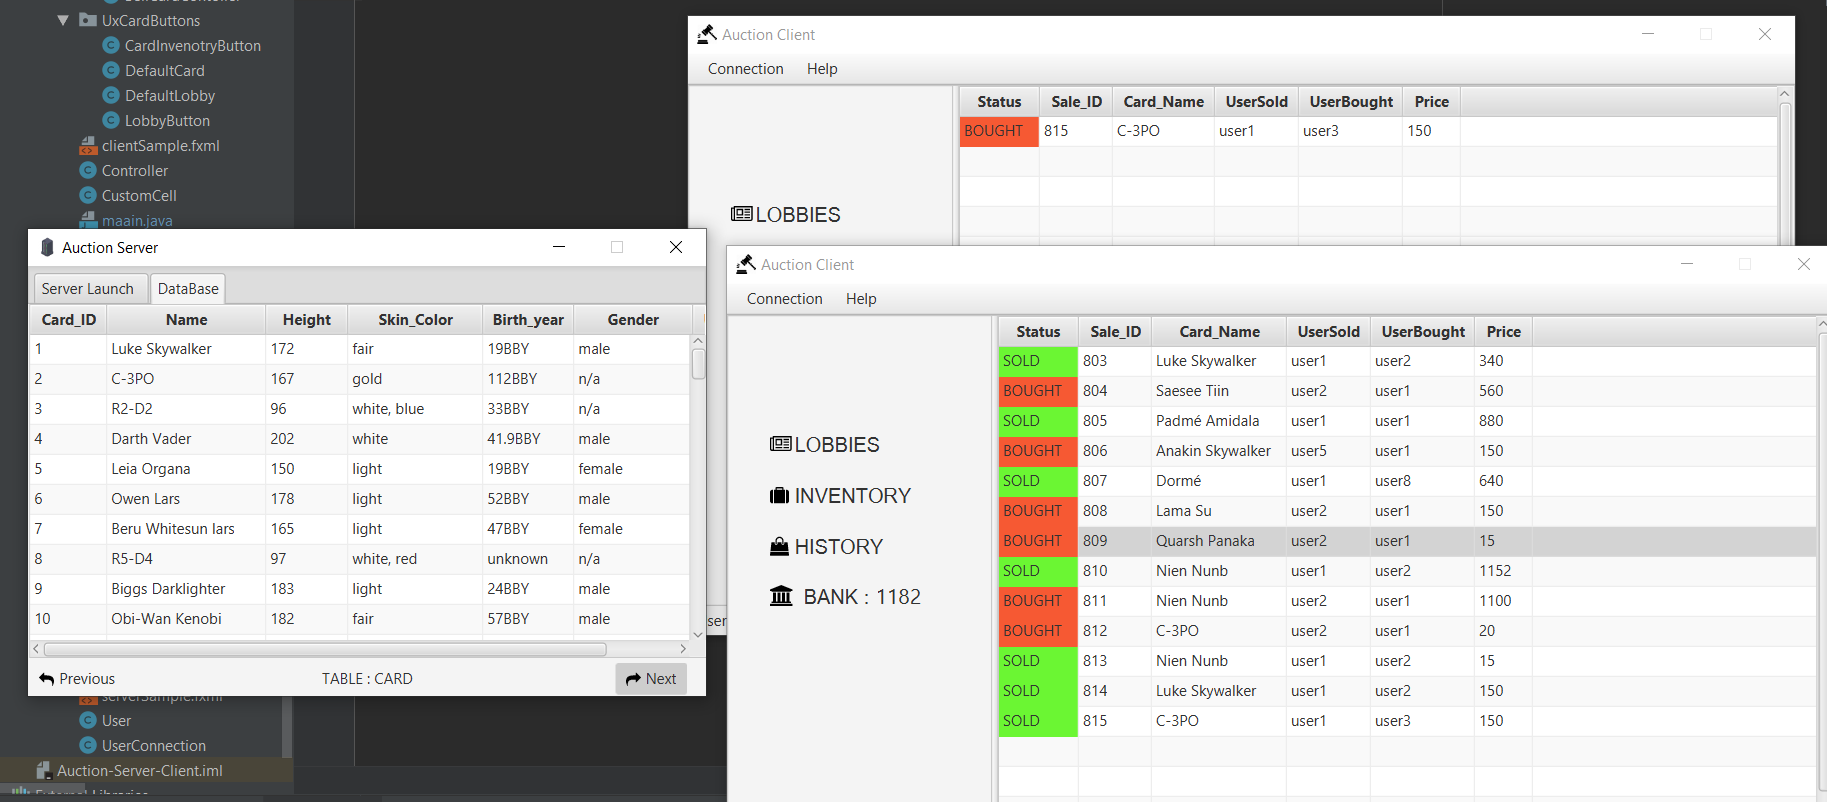 UxCardButtons
CardInvenotryButton
DefaultCard
DefaultLobby
LobbyButton
clientSample.fxml
Controller
CustomCell
maain.java
Auction Client
Connection Help
Status Sale_ID Card_Name UserSold UserBought Price
BOUGHT 815 C-3PO user1 user3 150
LOBBIES
Auction Server
Server Launch DataBase
Card_ID Name Height Skin_Color Birth_year Gender
1 Luke Skywalker 172 fair 19BBY male
2 C-3PO 167 gold 112BBY n/a
3 R2-D2 96 white, blue 33BBY n/a
4 Darth Vader 202 white 41.9BBY male
5 Leia Organa 150 light 19BBY female
6 Owen Lars 178 light 52BBY male
7 Beru Whitesun lars 165 light 47BBY female
8 R5-D4 97 white, red unknown n/a
9 Biggs Darklighter 183 light 24BBY male
10 Obi-Wan Kenobi 182 fair 57BBY male
Previous TABLE : CARD Next
ser
Auction Client
Connection Help
LOBBIES
INVENTORY
HISTORY
BANK : 1182
Status Sale_ID Card_Name UserSold UserBought Price
SOLD 803 Luke Skywalker user1 user2 340
BOUGHT 804 Saesee Tiin user2 user1 560
SOLD 805 Padmé Amidala user1 user1 880
BOUGHT 806 Anakin Skywalker user5 user1 150
SOLD 807 Dormé user1 user8 640
BOUGHT 808 Lama Su user2 user1 150
BOUGHT 809 Quarsh Panaka user2 user1 15
SOLD 810 Nien Nunb user1 user2 1152
BOUGHT 811 Nien Nunb user2 user1 1100
BOUGHT 812 C-3PO user2 user1 20
SOLD 813 Nien Nunb user1 user2 15
SOLD 814 Luke Skywalker user1 user2 150
SOLD 815 C-3PO user1 user3 150
serverSample.fxml
User
UserConnection
Auction-Server-Client.iml
External Libraries